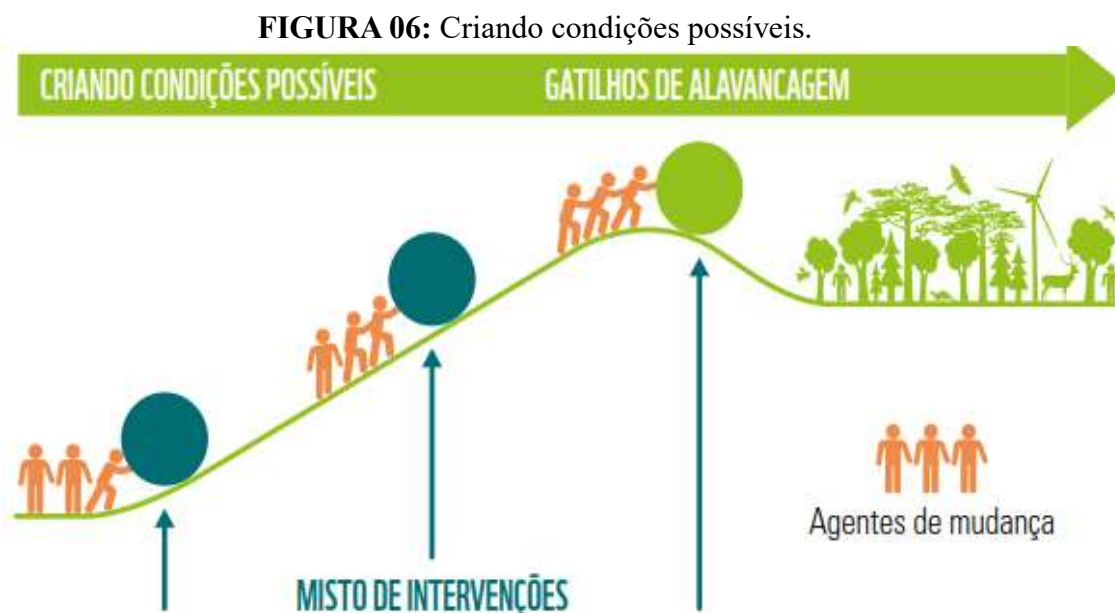 FIGURA 06: Criando condições possíveis.
CRIANDO CONDIÇÕES POSSÍVEIS GATILHOS DE ALAVANCAGEM
Agentes de mudança
MISTO DE INTERVENÇÕES